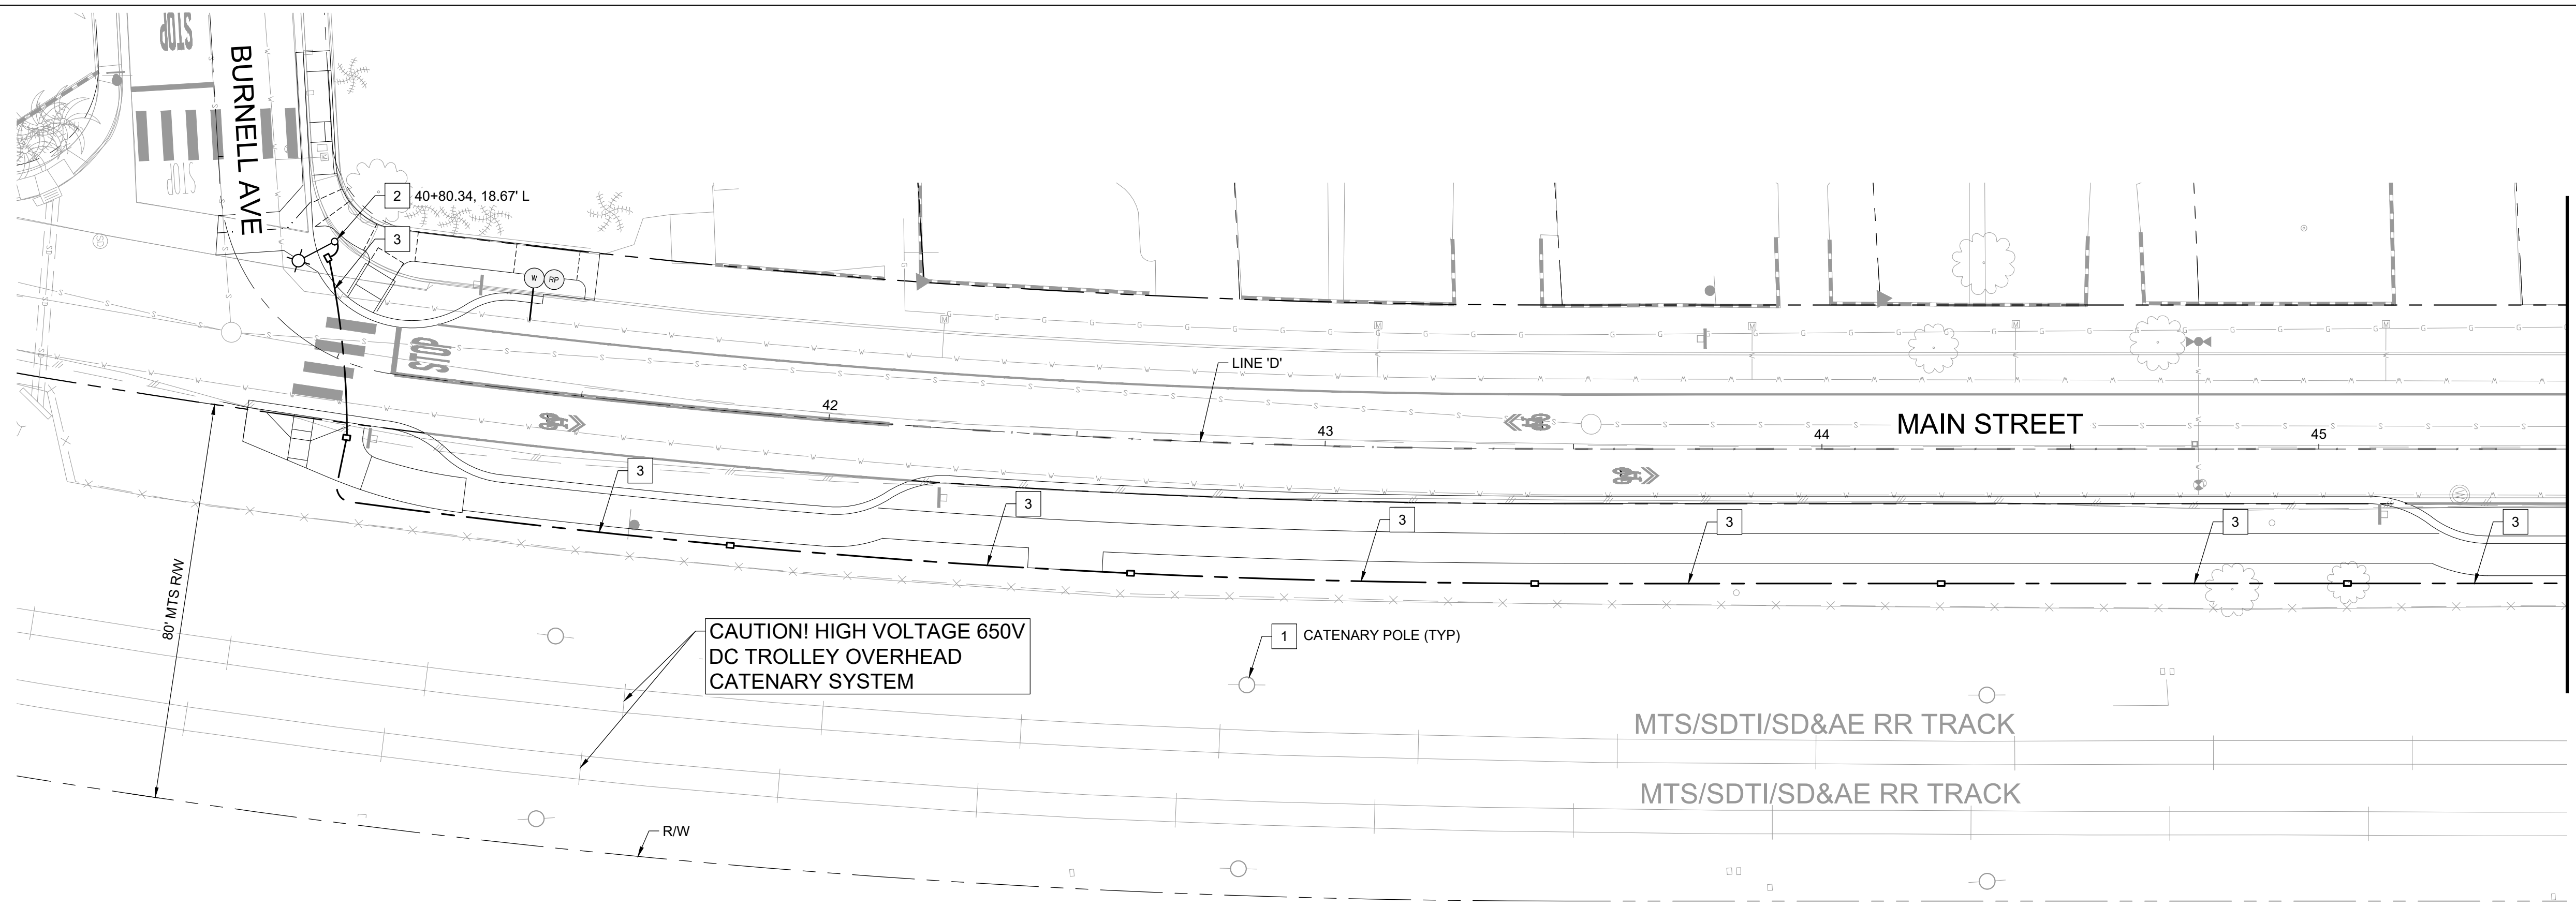 STOP
BURNELL AVE
STOP
2 40+80.34, 18.67' L
3
W RP
STOP
LINE 'D'
42
43
44
45
MAIN STREET
3
3
3
3
3
3
80' MTS R/W
CAUTION! HIGH VOLTAGE 650V
DC TROLLEY OVERHEAD
CATENARY SYSTEM
1 CATENARY POLE (TYP)
MTS/SDTI/SD&AE RR TRACK
MTS/SDTI/SD&AE RR TRACK
R/W